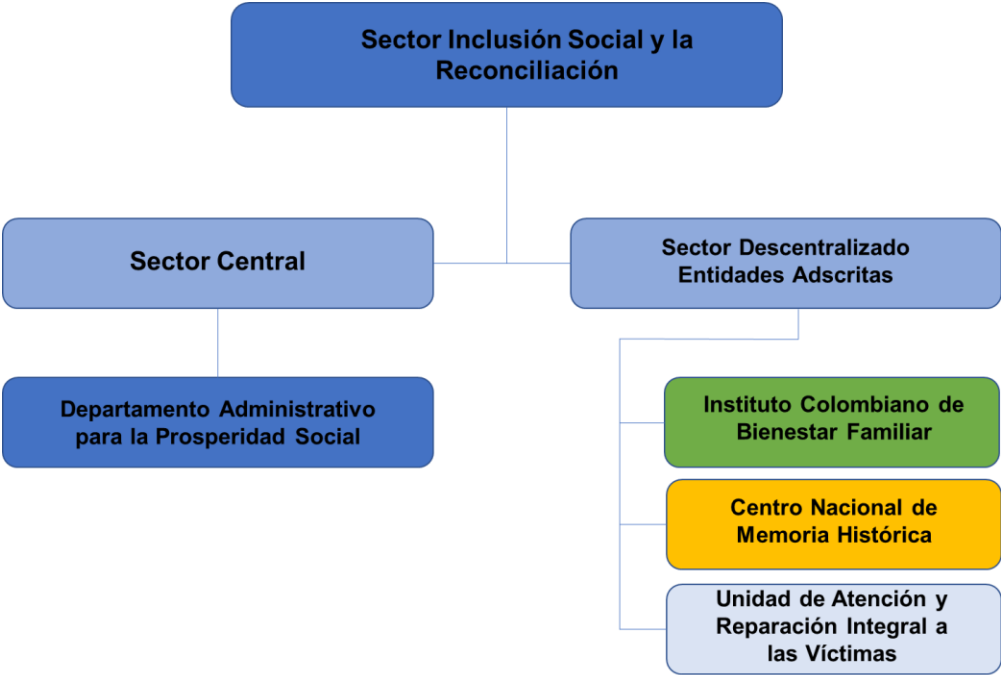 Sector Inclusión Social y la
Reconciliación
Sector Central
Sector Descentralizado
Entidades Adscritas
Departamento Administrativo
para la Prosperidad Social
Instituto Colombiano de
Bienestar Familiar
Centro Nacional de
Memoria Histórica
Unidad de Atención y
Reparación Integral a
las Víctimas